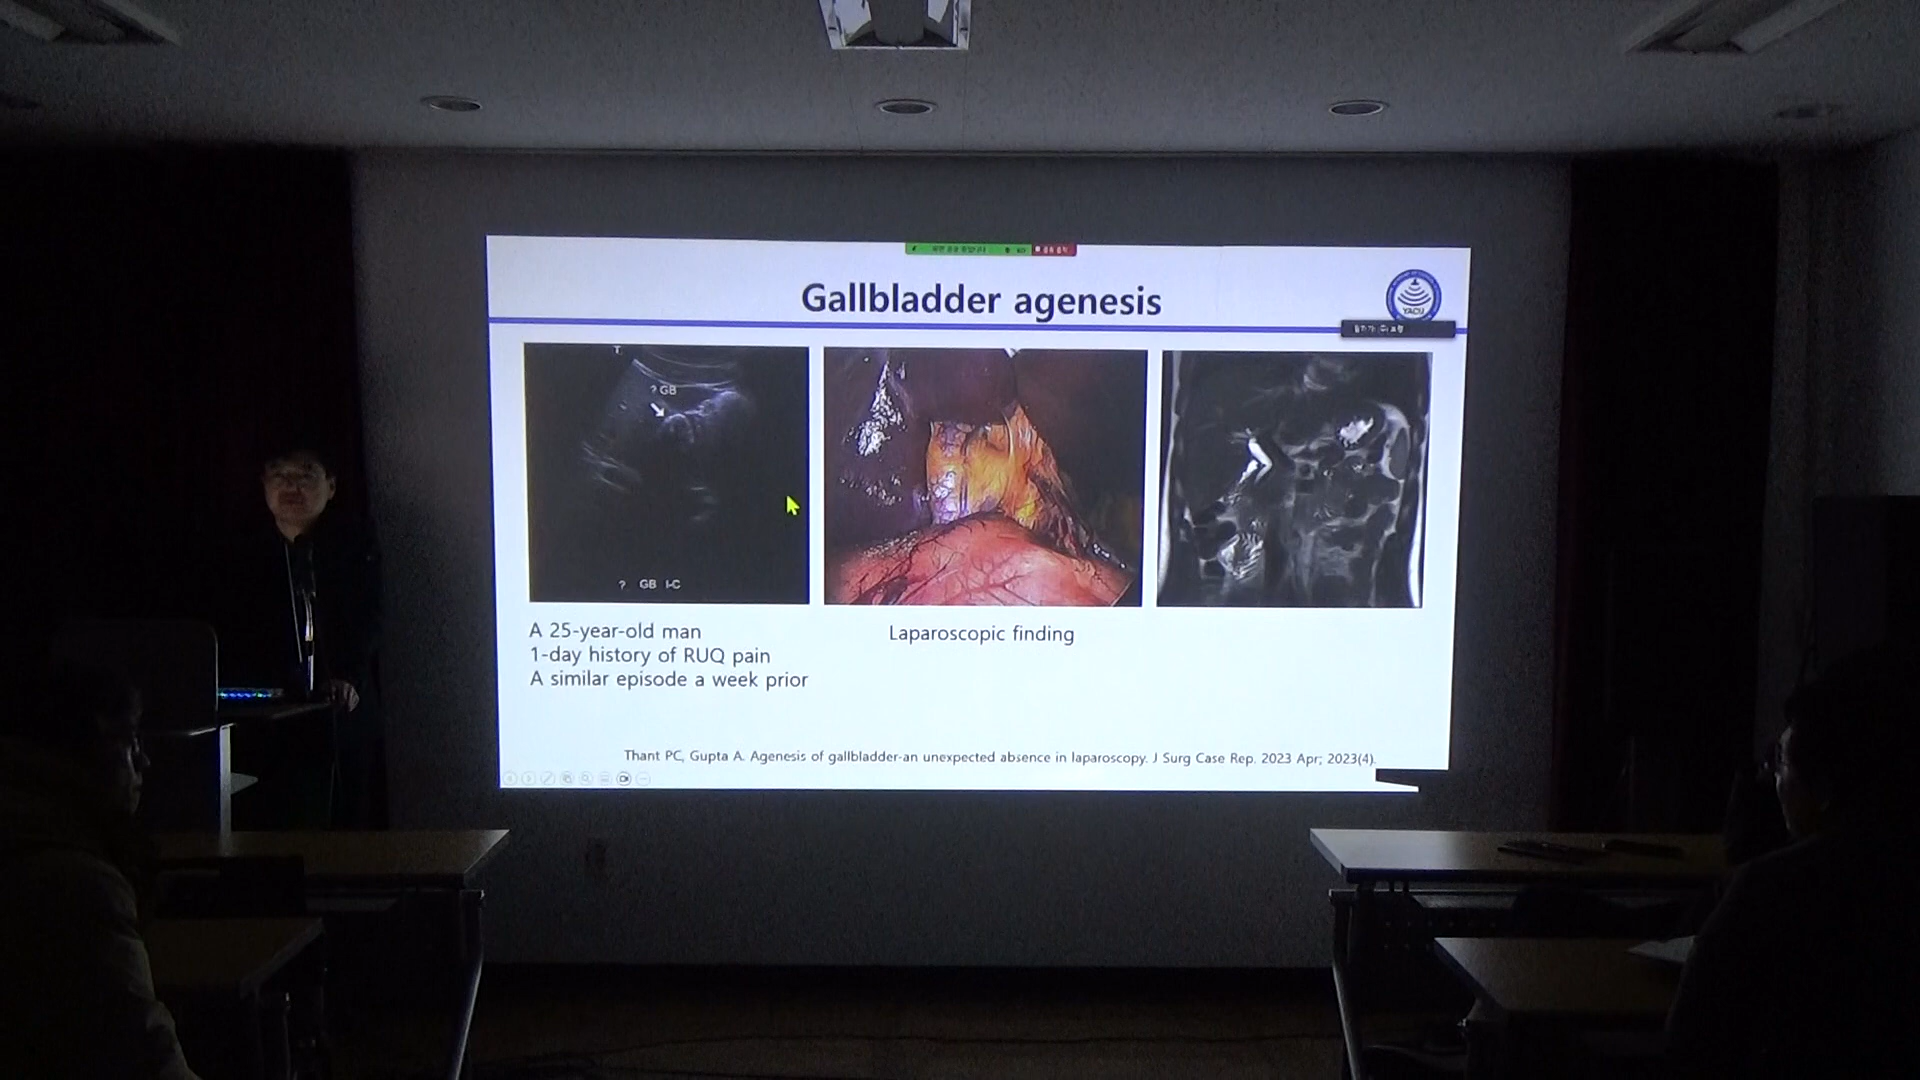 Gallbladder agenesis
YACU
T
? GB
? GB I-C
A 25-year-old man
1-day history of RUQ pain
A similar episode a week prior
Laparoscopic finding
Thant PC, Gupta A. Agenesis of gallbladder-an unexpected absence in laparoscopy. J Surg Case Rep. 2023 Apr; 2023(4).